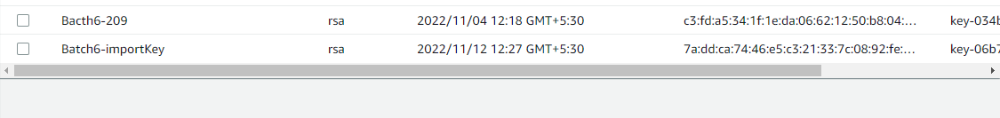 Bacth6-209 rsa 2022/11/04 12:18 GMT+5:30 c3:fd:a5:34:1f:1e:da:06:62:12:50:b8:04:... key-034b
Batch6-importKey rsa 2022/11/12 12:27 GMT+5:30 7a:dd:ca:74:46:e5:c3:21:33:7c:08:92:fe:... key-06b7